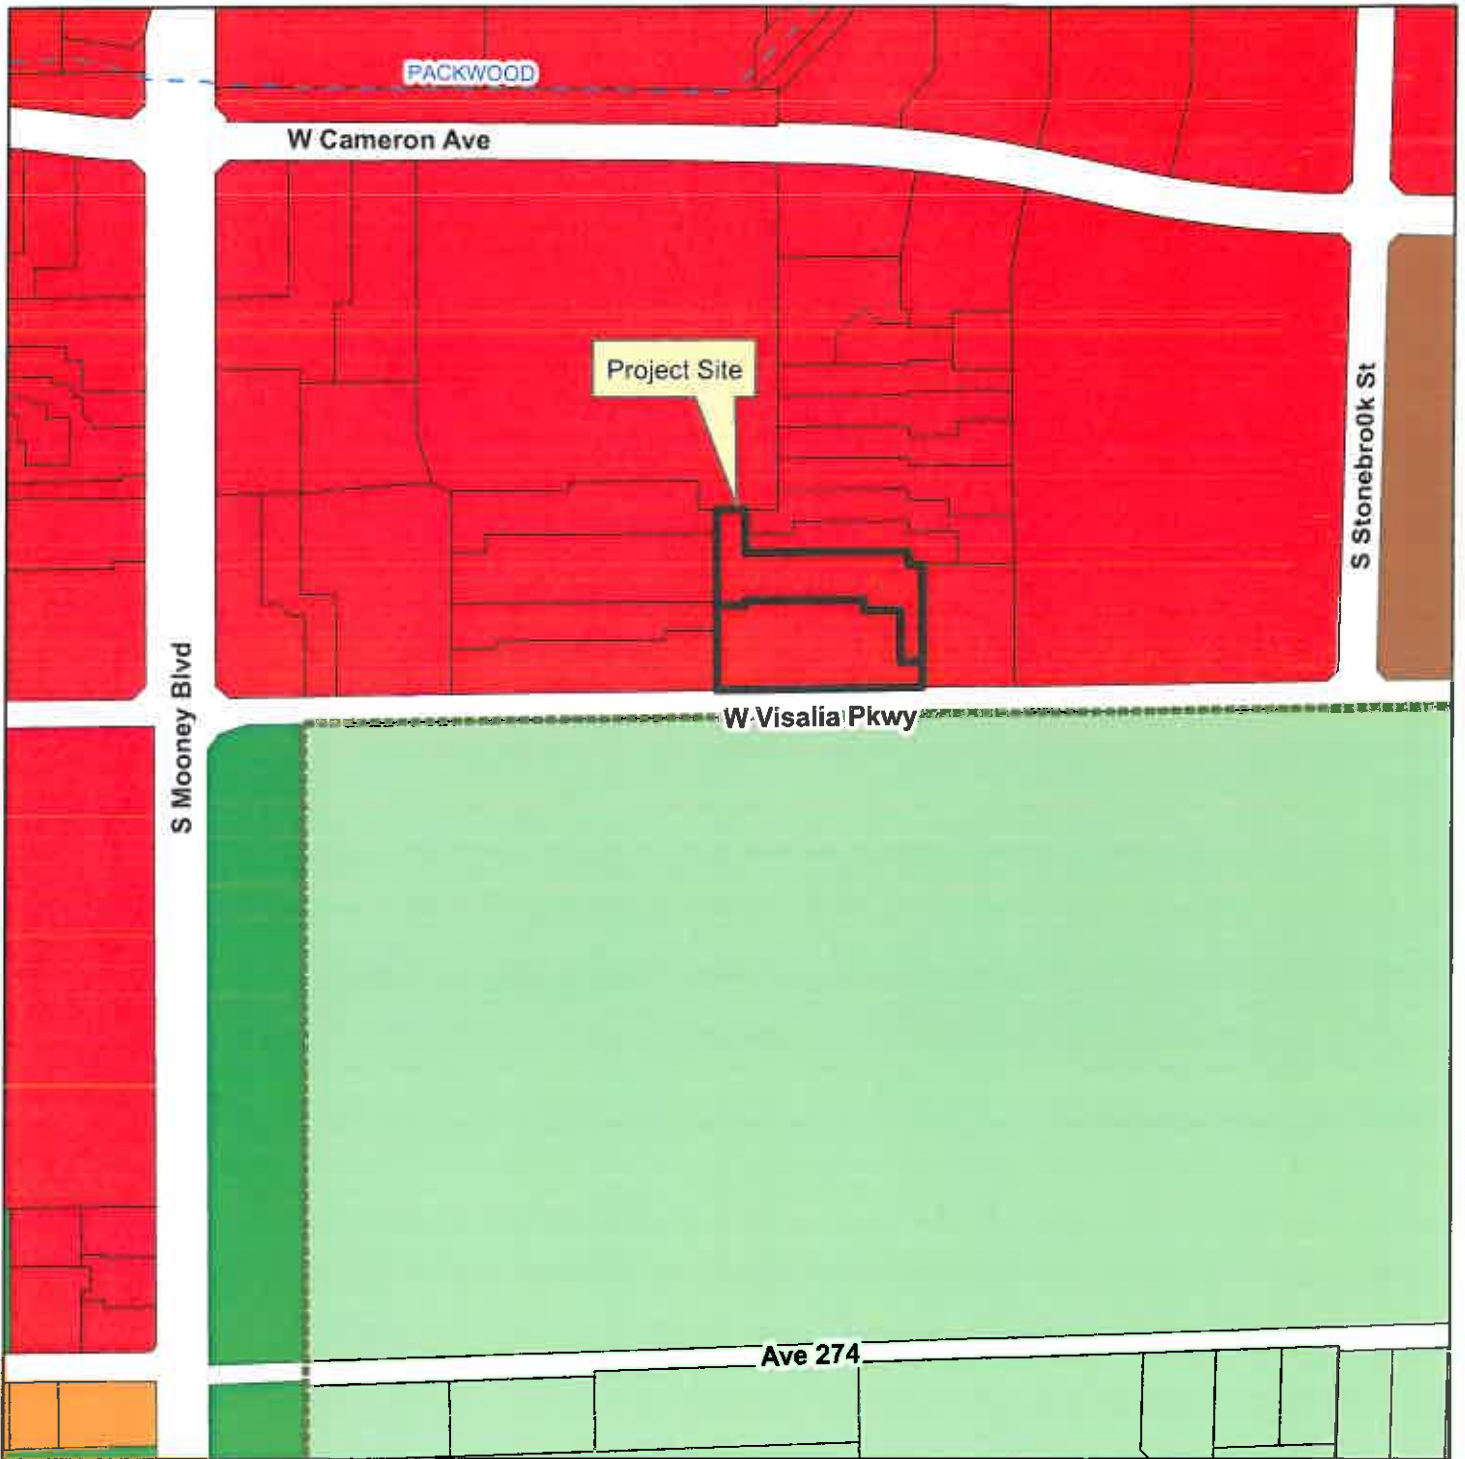 PACKWOOD
W Cameron Ave
Project Site
S Stonebro0k St
S Mooney Blvd
W Visalia Pkwy
Ave 274